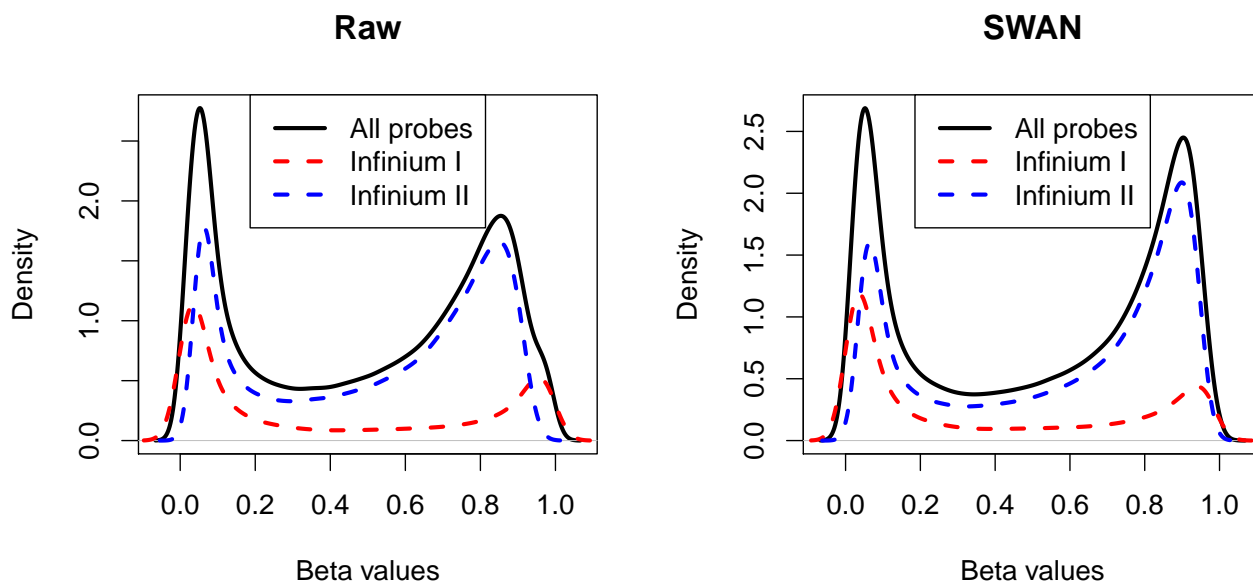 Raw
All probes
Infinium I
Infinium II
Density
0.0
1.0
2.0
0.0 0.2 0.4 0.6 0.8 1.0
Beta values
SWAN
All probes
Infinium I
Infinium II
Density
0.0
0.5
1.0
1.5
2.0
2.5
0.0 0.2 0.4 0.6 0.8 1.0
Beta values